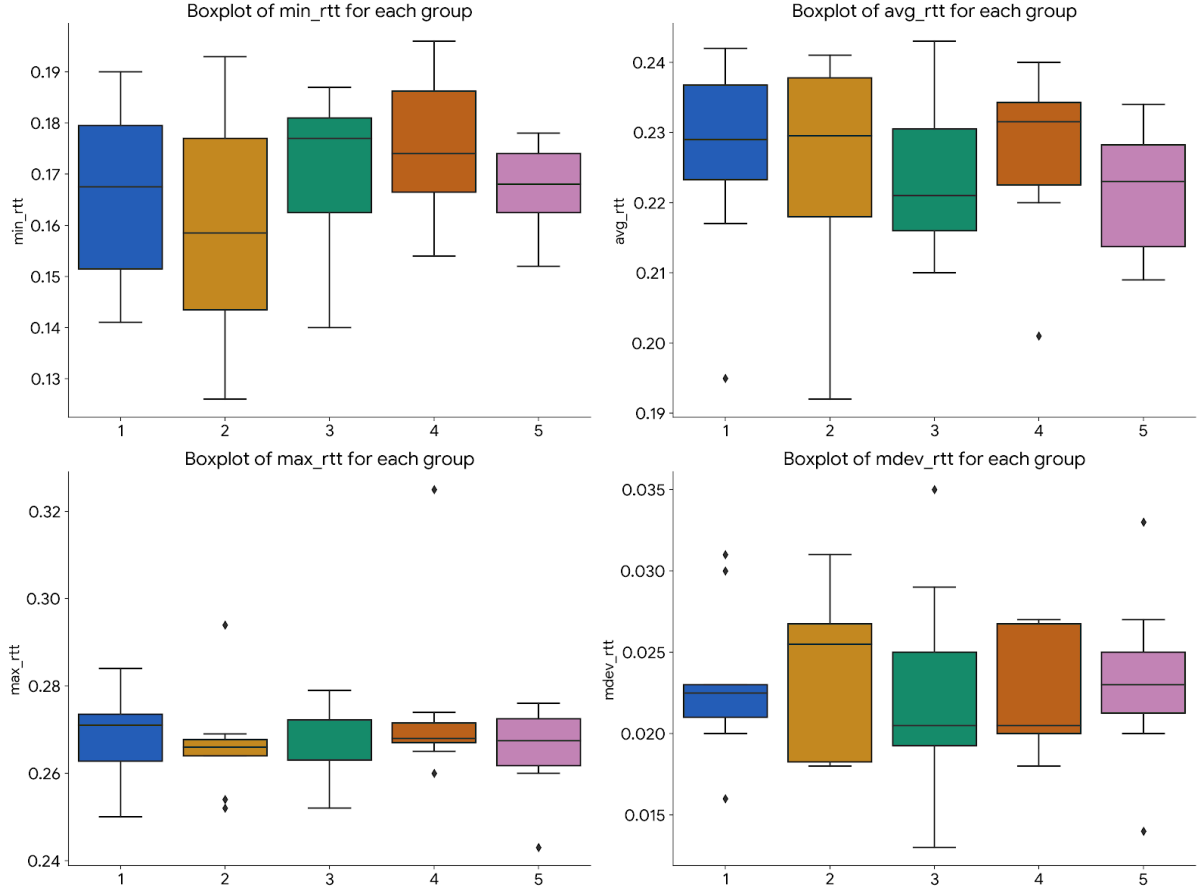 Boxplot of min_rtt for each group
min_rtt
0.19
0.18
0.17
0.16
0.15
0.14
0.13
1 2 3 4 5
Boxplot of avg_rtt for each group
avg_rtt
0.24
0.23
0.22
0.21
0.20
0.19
1 2 3 4 5
Boxplot of max_rtt for each group
max_rtt
0.32
0.30
0.28
0.26
0.24
1 2 3 4 5
Boxplot of mdev_rtt for each group
mdev_rtt
0.035
0.030
0.025
0.020
0.015
1 2 3 4 5